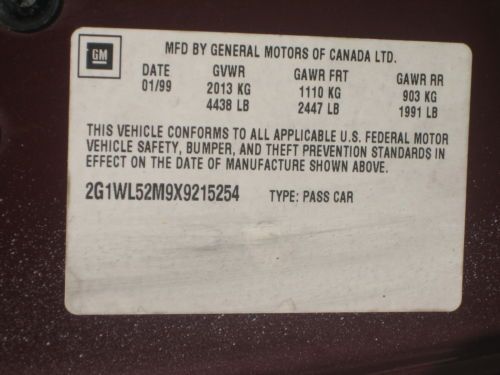 GM
MFD BY GENERAL MOTORS OF CANADA LTD.
DATE GVWR GAWR FRT GAWR RR
01/99 2013 KG 1110 KG 903 KG
4438 LB 2447 LB 1991 LB
THIS VEHICLE CONFORMS TO ALL APPLICABLE U.S. FEDERAL MOTOR
VEHICLE SAFETY, BUMPER, AND THEFT PREVENTION STANDARDS IN
EFFECT ON THE DATE OF MANUFACTURE SHOWN ABOVE.
2G1WL52M9X9215254 TYPE: PASS CAR